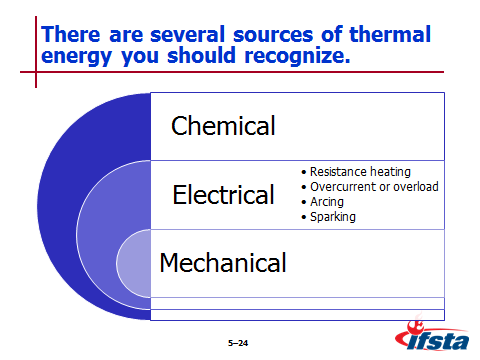 There are several sources of thermal
energy you should recognize.
Chemical
Electrical
• Resistance heating
• Overcurrent or overload
• Arcing
• Sparking
Mechanical
5–24
ifsta